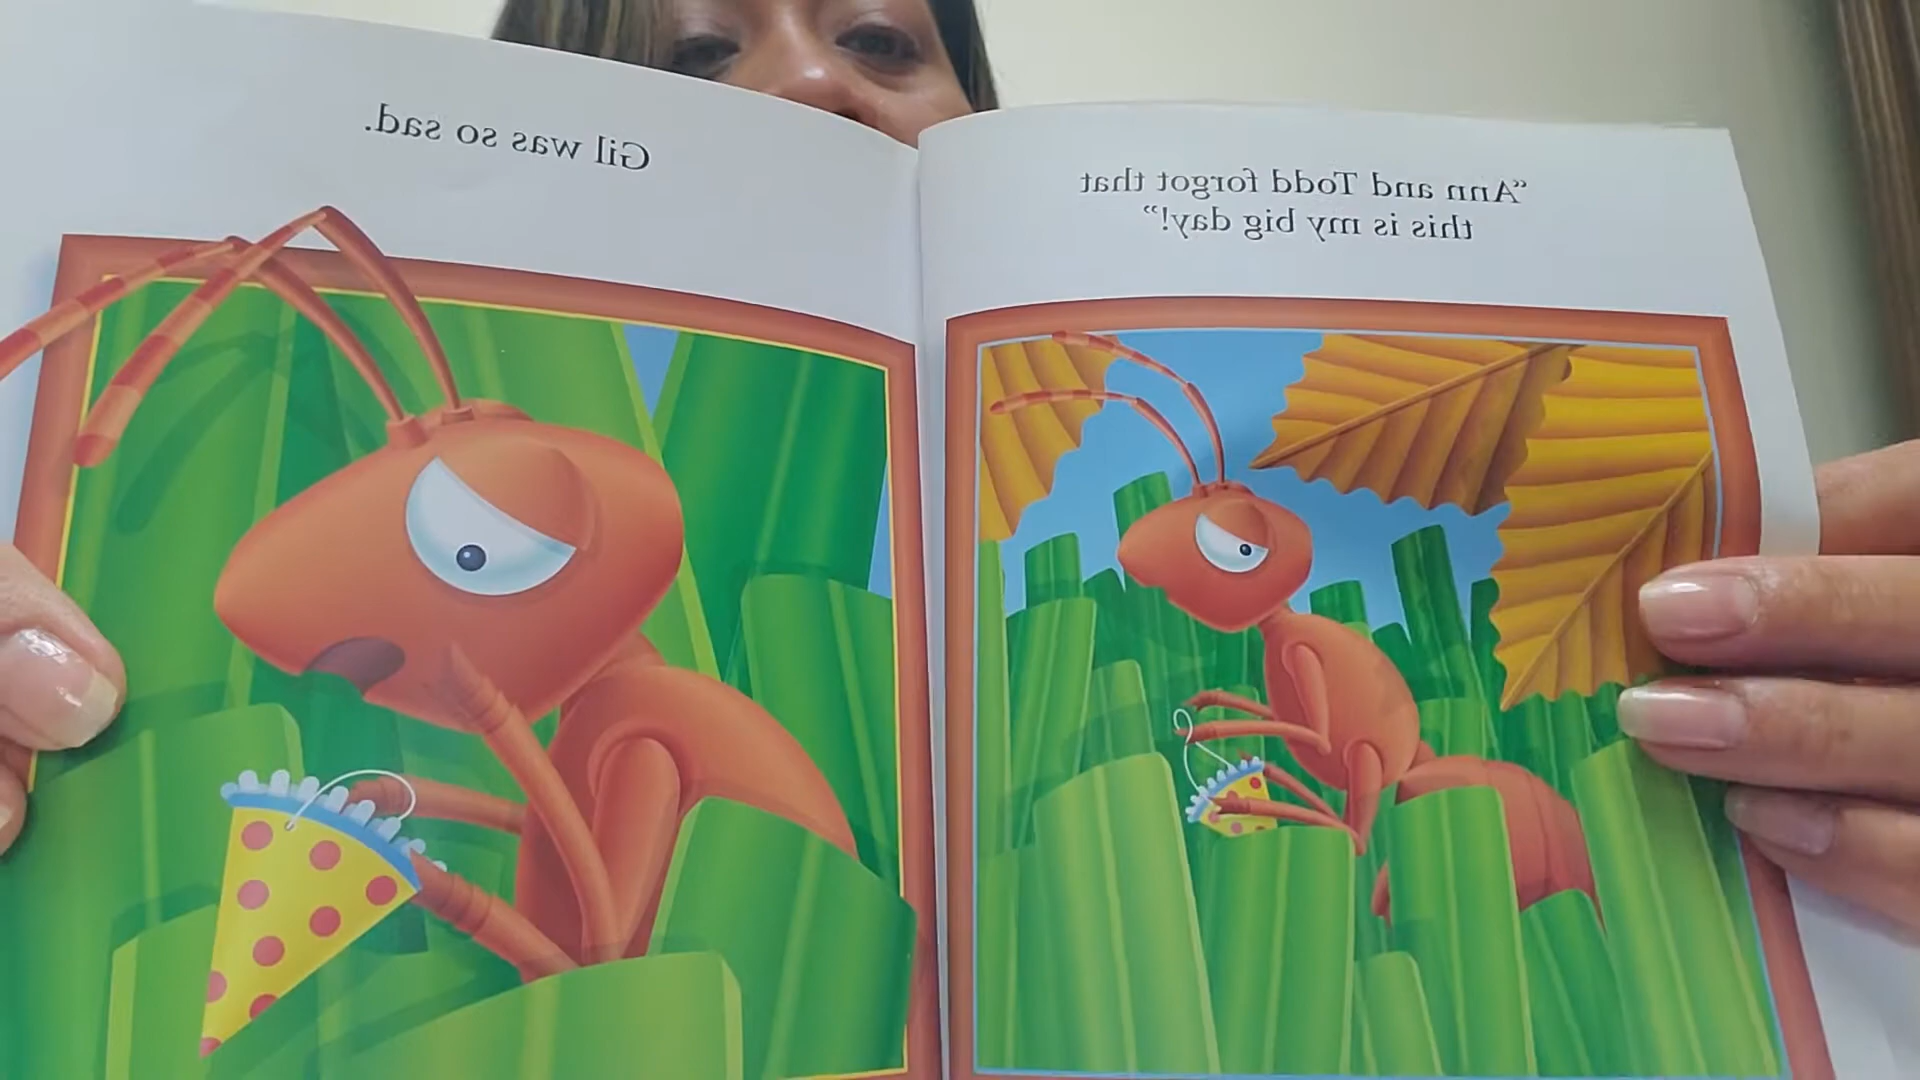 "Ann and Todd forgot that
this is my big day!"
Gil was so sad.